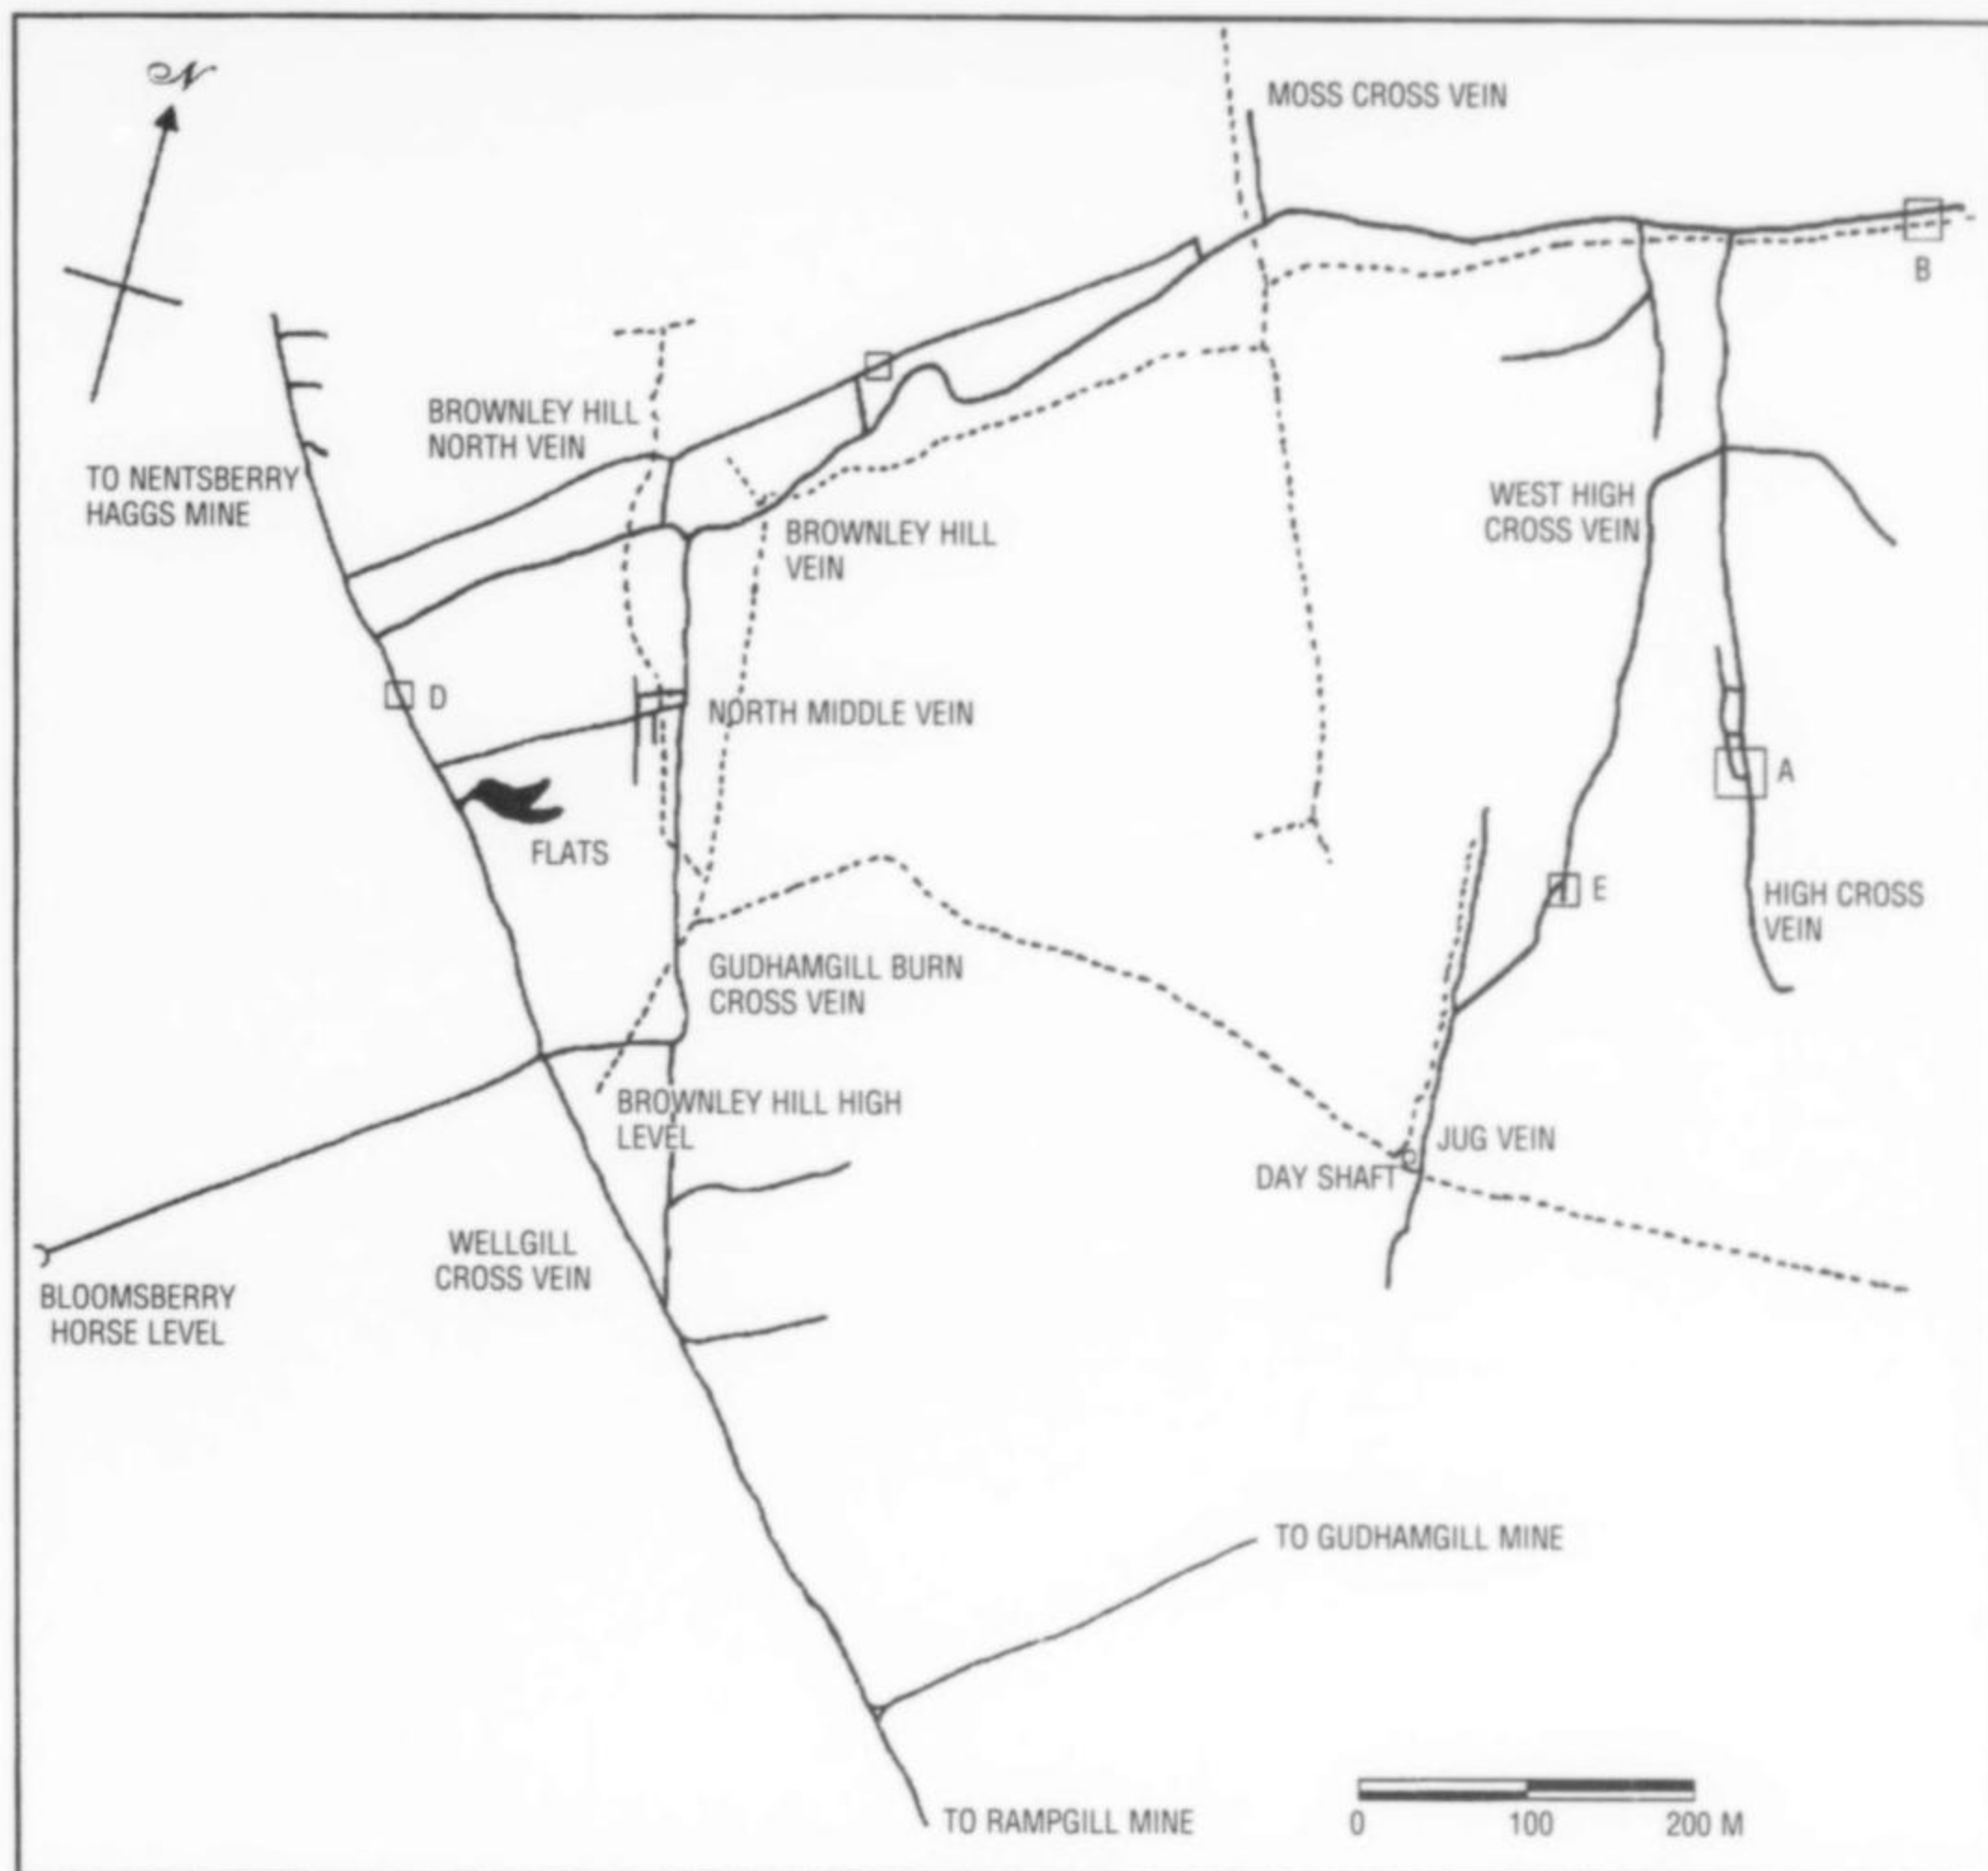 N
MOSS CROSS VEIN
B
BROWNLEY HILL
NORTH VEIN
TO NENTSBERRY
HAGGS MINE
WEST HIGH
CROSS VEIN
BROWNLEY HILL
VEIN
D
NORTH MIDDLE VEIN
A
FLATS
E
HIGH CROSS
VEIN
GUDHAMGILL BURN
CROSS VEIN
BROWNLEY HILL HIGH
LEVEL
JUG VEIN
DAY SHAFT
WELLGILL
CROSS VEIN
BLOOMSBERRY
HORSE LEVEL
TO GUDHAMGILL MINE
TO RAMPGILL MINE
0 100 200 M